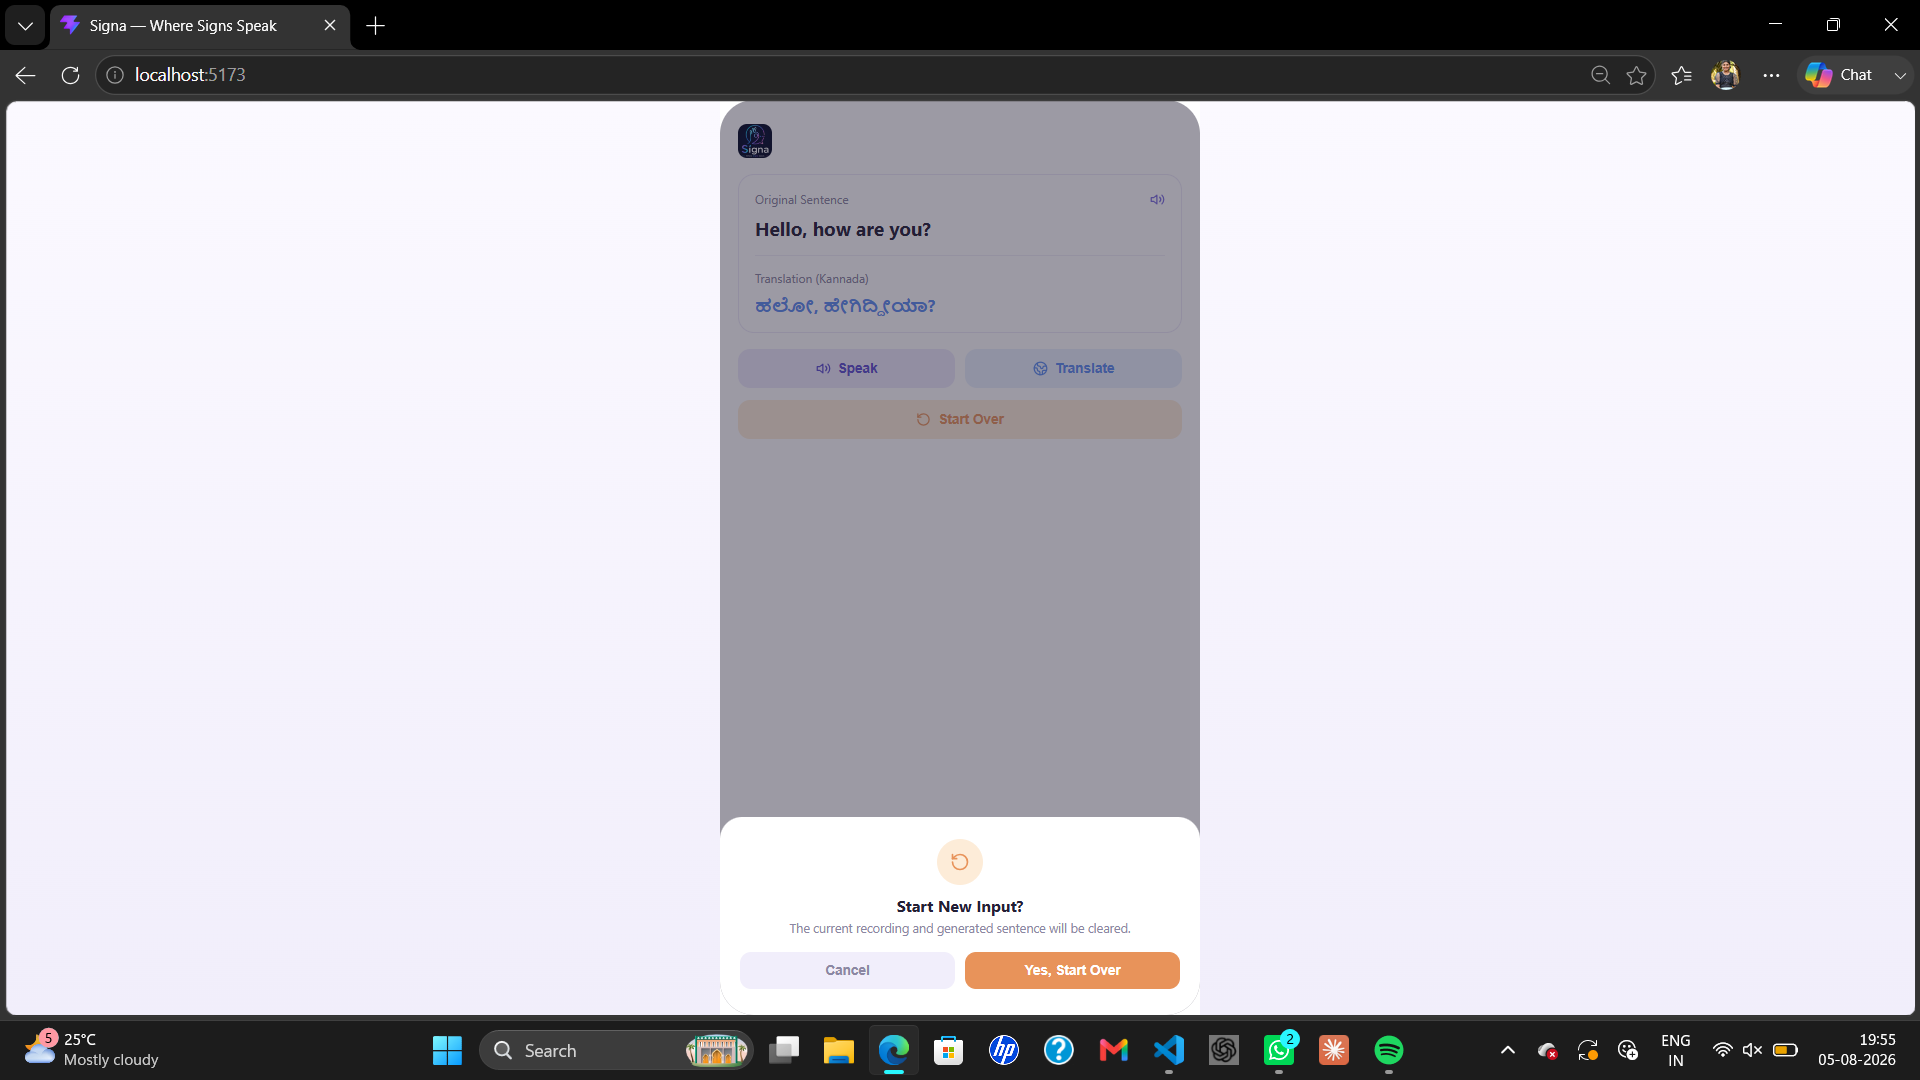 Signa — Where Signs Speak
localhost:5173
Chat
Signa
Original Sentence
Hello, how are you?
Translation (Kannada)
ಹಲೋ, ಹೇಗಿದ್ದೀಯಾ?
Speak
Translate
Start Over
Start New Input?
The current recording and generated sentence will be cleared.
Cancel
Yes, Start Over
5
25°C
Mostly cloudy
Search
hp
2
ENG
IN
19:55
05-08-2026